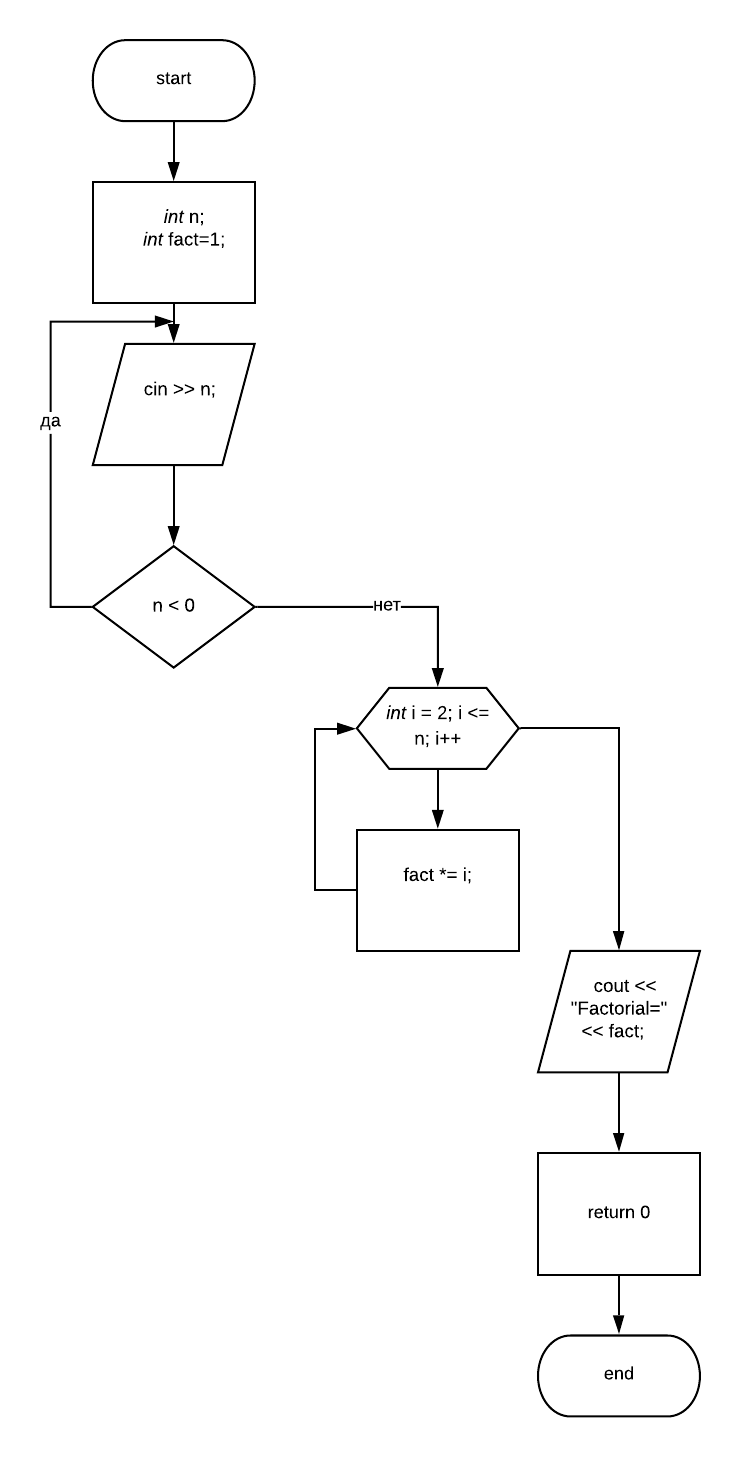 start
int n;
int fact=1;
cin >> n;
да
n < 0
нет
int i = 2; i <=
n; i++
fact *= i;
cout <<
"Factorial="
<< fact;
return 0
end